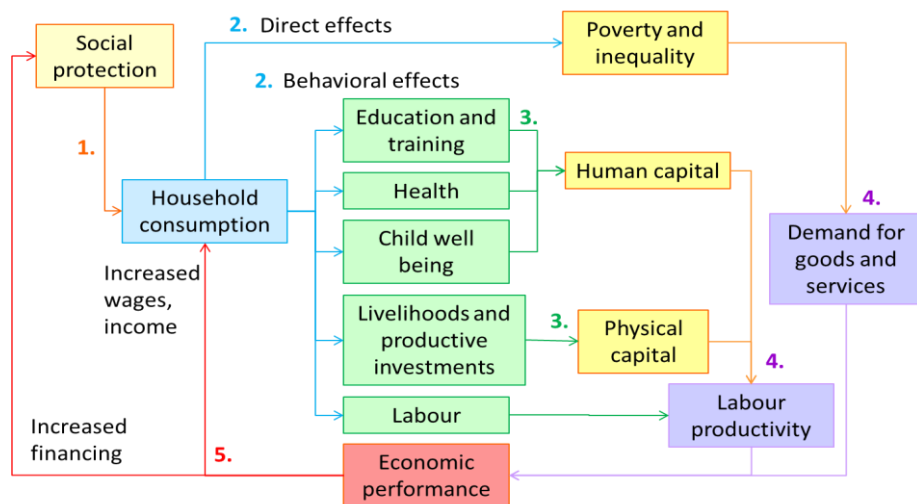 2. Direct effects
Social
protection
Poverty and
inequality
2. Behavioral effects
Education and
training
3.
1.
Human capital
Household
consumption
Health
4.
Child well
being
Demand for
goods and
services
Increased
wages,
income
Livelihoods and
productive
investments
3.
Physical
capital
4.
Labour
Labour
productivity
Increased
financing
5.
Economic
performance